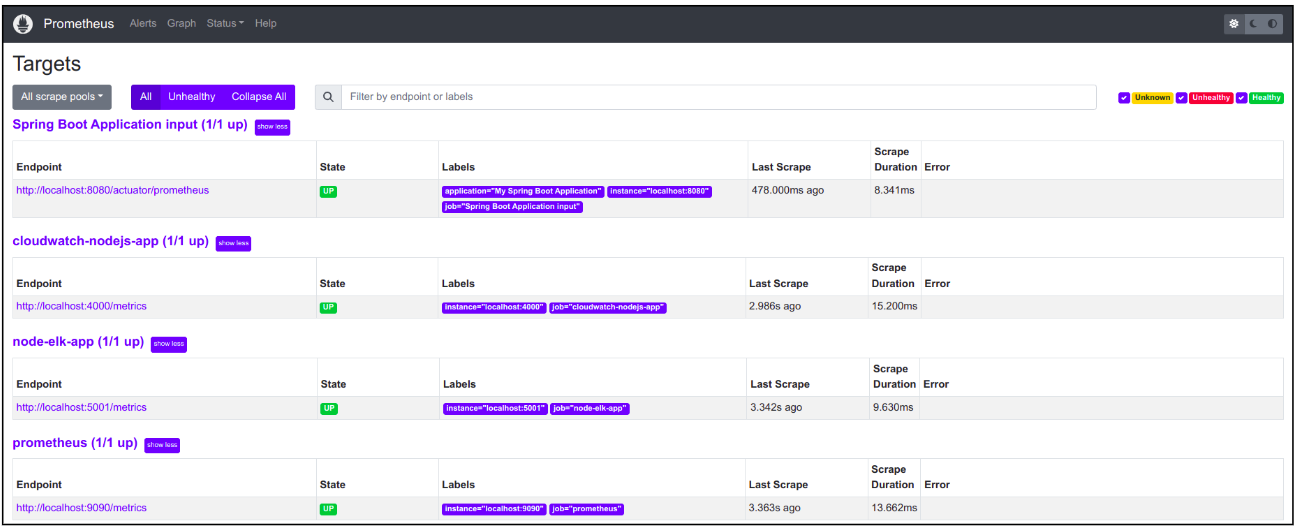 Prometheus Alerts Graph Status Help
Targets
All scrape pools All Unhealthy Collapse All Filter by endpoint or labels Unknown Unhealthy Healthy
Spring Boot Application input (1/1 up) show less
Endpoint State Labels Last Scrape Scrape Duration Error
http://localhost:8080/actuator/prometheus UP application="My Spring Boot Application" instance="localhost:8080" 478.000ms ago 8.341ms
job="Spring Boot Application input"
cloudwatch-nodejs-app (1/1 up) show less
Endpoint State Labels Last Scrape Scrape Duration Error
http://localhost:4000/metrics UP instance="localhost:4000" job="cloudwatch-nodejs-app" 2.986s ago 15.200ms
node-elk-app (1/1 up) show less
Endpoint State Labels Last Scrape Scrape Duration Error
http://localhost:5001/metrics UP instance="localhost:5001" job="node-elk-app" 3.342s ago 9.630ms
prometheus (1/1 up) show less
Endpoint State Labels Last Scrape Scrape Duration Error
http://localhost:9090/metrics UP instance="localhost:9090" job="prometheus" 3.363s ago 13.662ms